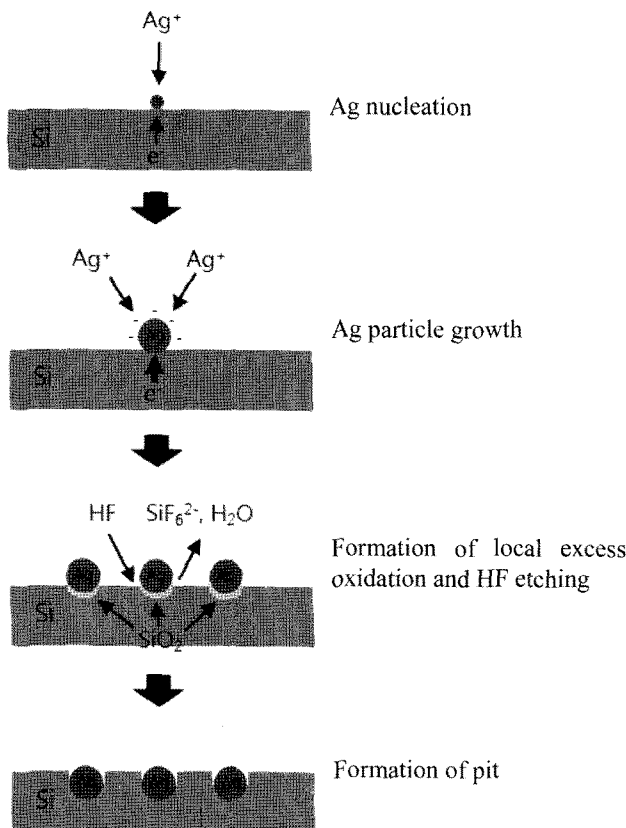 Ag⁺
Ag nucleation
Si
e⁻
Ag⁺ Ag⁺
Ag particle growth
Si
e⁻
HF SiF₆²⁻, H₂O
Formation of local excess
oxidation and HF etching
Si
SiO₂
Formation of pit
Si